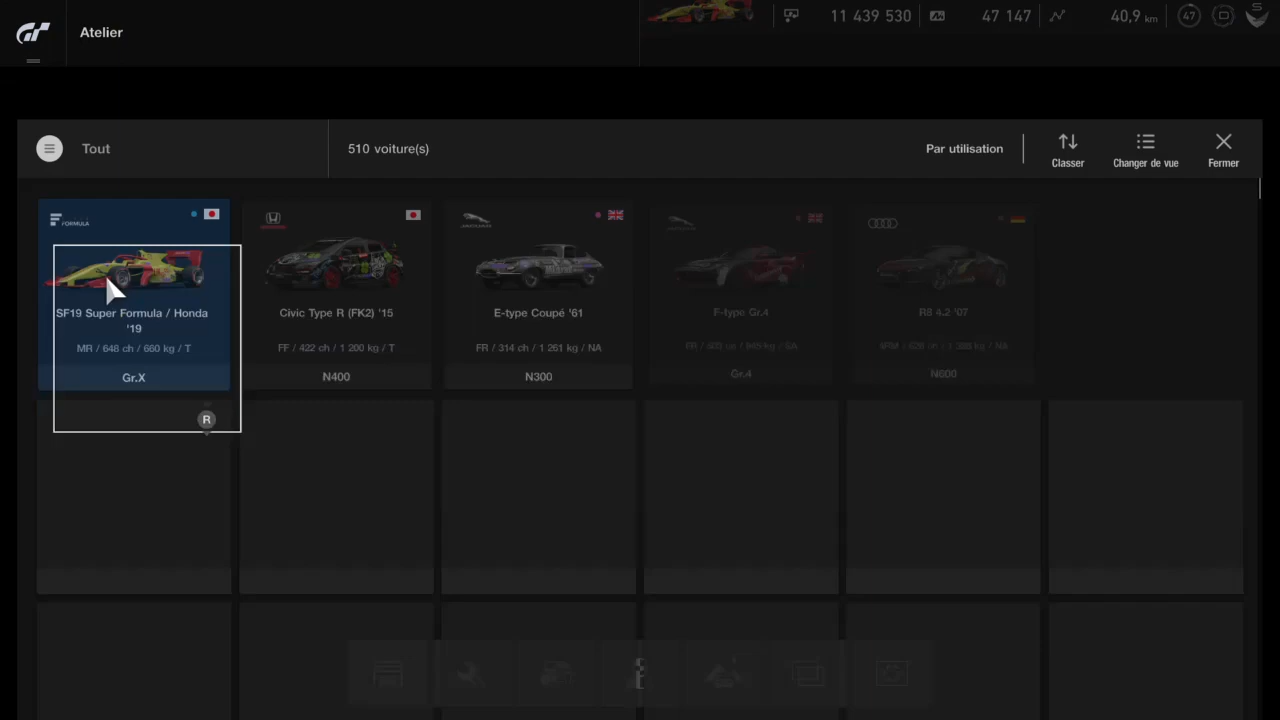 Atelier
11 439 530
47 147
40,9 km
47
S
Tout
510 voiture(s)
Par utilisation
Classer
Changer de vue
Fermer
FORMULA
SF19 Super Formula / Honda
'19
MR / 648 ch / 660 kg / T
Gr.X
Civic Type R (FK2) '15
FF / 422 ch / 1 200 kg / T
N400
E-type Coupé '61
FR / 314 ch / 1 261 kg / NA
N300
F-type Gr.4
Gr.4
R8 4.2 '07
N600
R